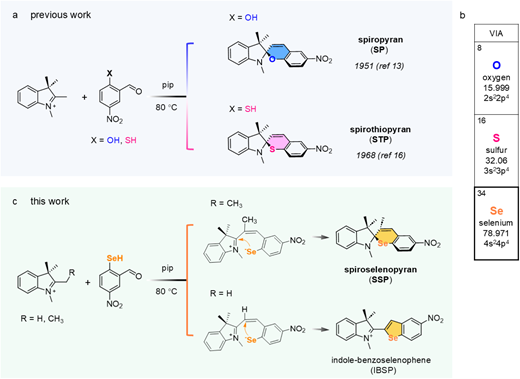 a previous work
X = OH
spiropyran
(SP)
1951 (ref 13)
NO₂
N
O
X
O
N⁺
NO₂
X = OH, SH
pip
80 °C
X = SH
spirothiopyran
(STP)
1968 (ref 16)
NO₂
N
S
b
VIA
8
O
oxygen
15.999
2s²2p⁴
16
S
sulfur
32.06
3s²3p⁴
34
Se
selenium
78.971
4s²4p⁴
c this work
R
N⁺
SeH
O
NO₂
R = H, CH₃
pip
80 °C
R = CH₃
CH₃
NO₂
N⁺
Se
NO₂
N
Se
spiroselenopyran
(SSP)
R = H
H
NO₂
N⁺
Se
NO₂
N⁺
Se
indole-benzoselenophene
(IBSP)